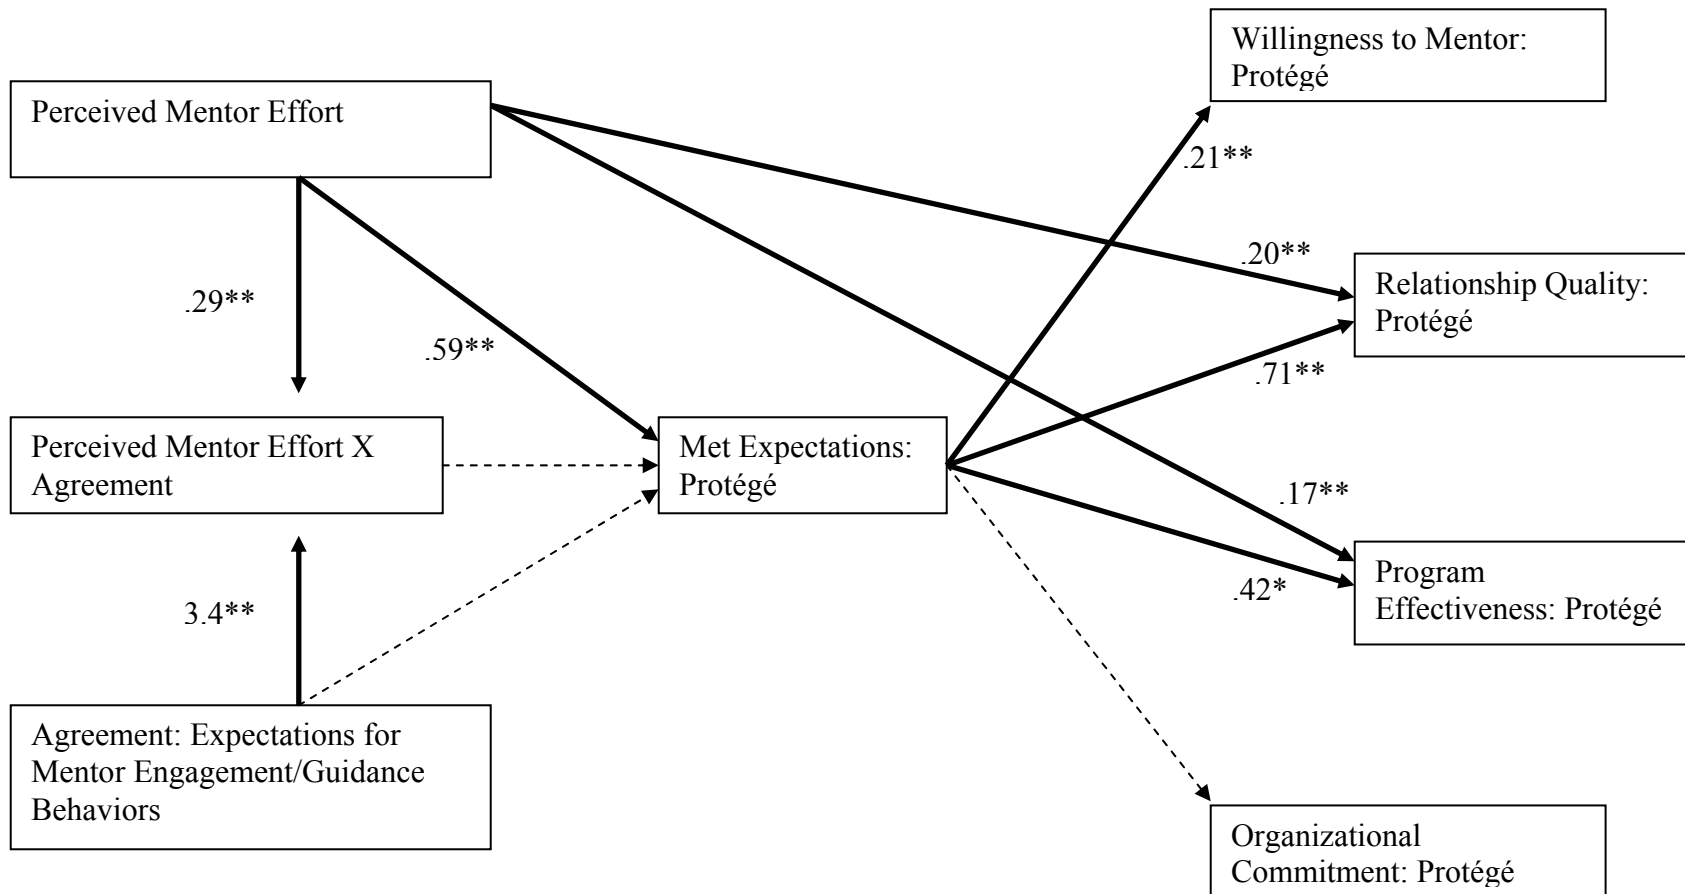 Willingness to Mentor:
Protégé
Perceived Mentor Effort
.21**
.20**
Relationship Quality:
Protégé
.29**
.59**
.71**
Perceived Mentor Effort X
Agreement
Met Expectations:
Protégé
.17**
.42*
Program
Effectiveness: Protégé
3.4**
Agreement: Expectations for
Mentor Engagement/Guidance
Behaviors
Organizational
Commitment: Protégé